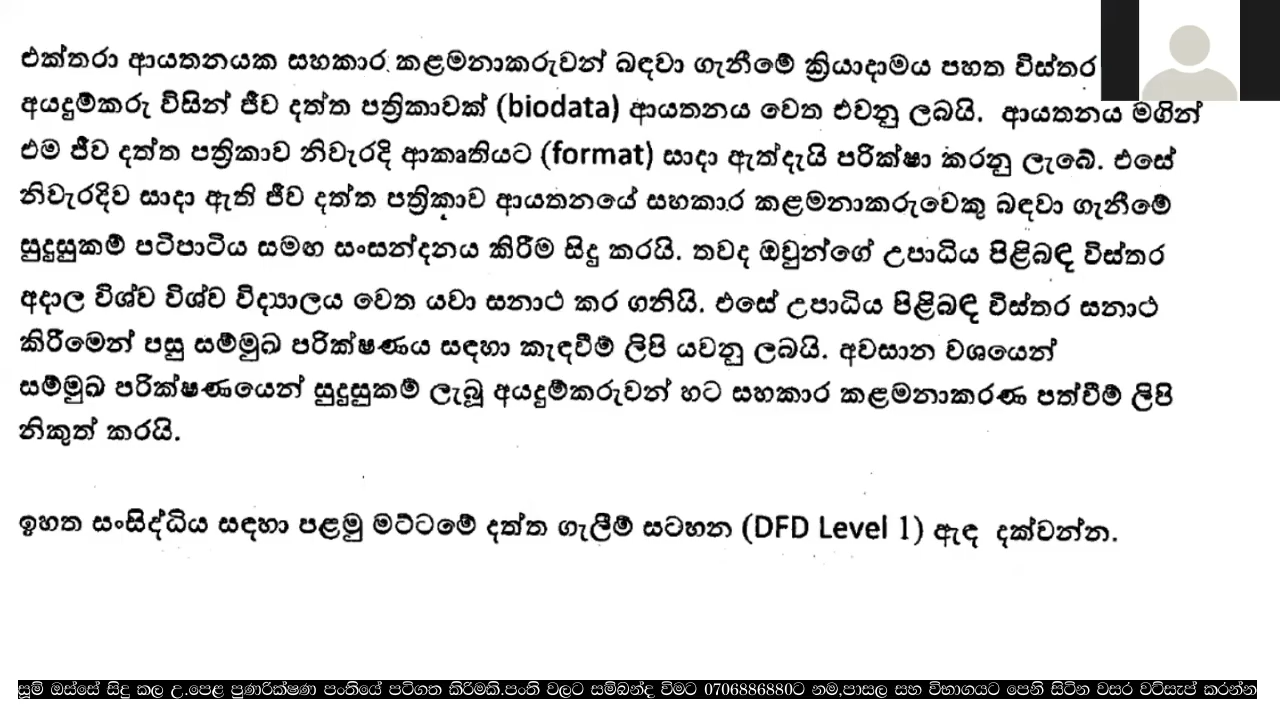 එක්තරා ආයතනයක සහකාර කළමනාකරුවන් බඳවා ගැනීමේ ක්‍රියාදාමය පහත විස්තර
අයදුම්කරු විසින් ජීව දත්ත පත්‍රිකාවක් (biodata) ආයතනය වෙත එවනු ලබයි. ආයතනය මගින්
එම ජීව දත්ත පත්‍රිකාව නිවැරදි ආකෘතියට (format) සාදා ඇත්දැයි පරීක්ෂා කරනු ලැබේ. එසේ
නිවැරදිව සාදා ඇති ජීව දත්ත පත්‍රිකාව ආයතනයේ සහකාර කළමනාකරුවෙකු බඳවා ගැනීමේ
සුදුසුකම් පටිපාටිය සමඟ සංසන්දනය කිරීම සිදු කරයි. තවද ඔවුන්ගේ උපාධිය පිළිබඳ විස්තර
අදාල විශ්ව විශ්ව විද්‍යාලය වෙත යවා සනාථ කර ගනියි. එසේ උපාධිය පිළිබඳ විස්තර සනාථ
කිරීමෙන් පසු සම්මුඛ පරික්ෂණය සඳහා කැඳවීම් ලිපි යවනු ලබයි. අවසාන වශයෙන්
සම්මුඛ පරික්ෂණයෙන් සුදුසුකම් ලැබූ අයදුම්කරුවන් හට සහකාර කළමනාකරණ පත්වීම් ලිපි
නිකුත් කරයි.
ඉහත සංසිද්ධිය සඳහා පළමු මට්ටමේ දත්ත ගැලීම් සටහන (DFD Level 1) ඇඳ දක්වන්න.
සූම් ඔස්සේ සිදු කල උ.පෙළ පුණරීක්ෂණ පංතියේ පටිගත කිරීමකි.පංති වලට සම්බන්ද වීමට 0706886880ට නම,පාසල සහ විභාගයට පෙනී සිටින වසර වට්සැප් කරන්න